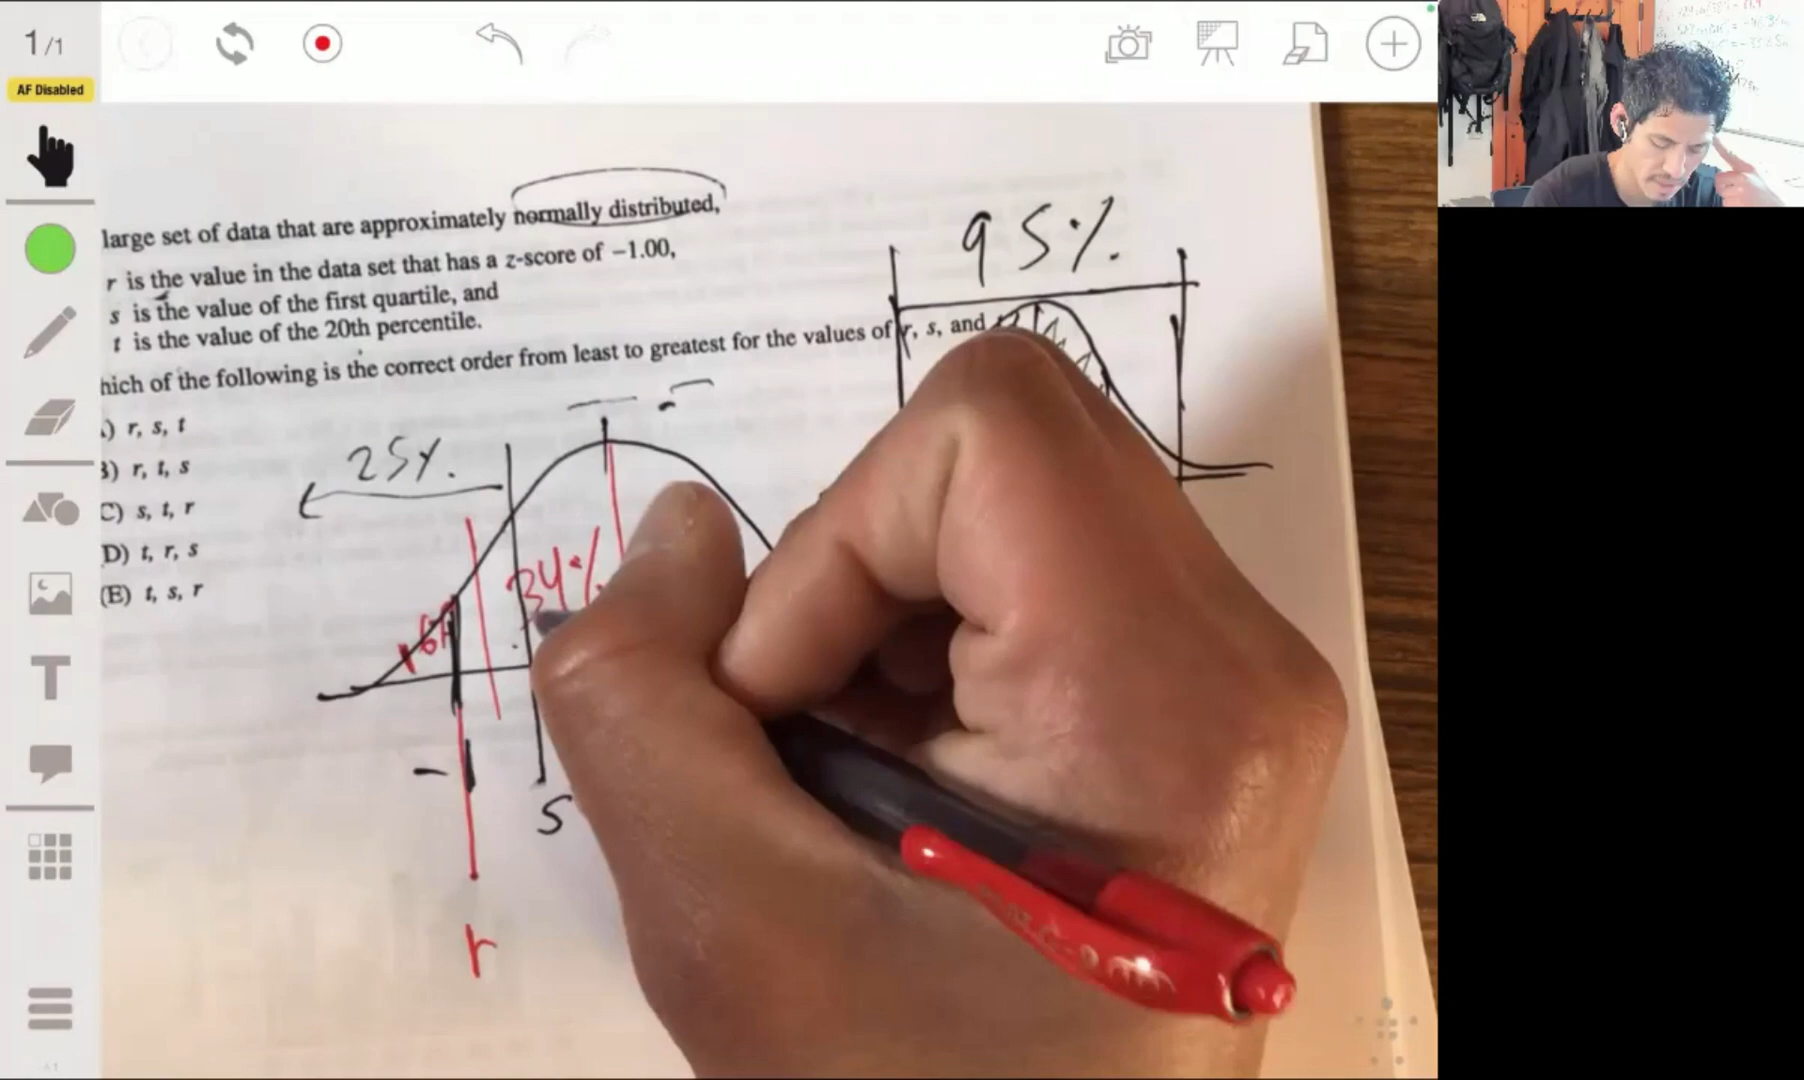 1/1
AF Disabled
large set of data that are approximately normally distributed,
r is the value in the data set that has a z-score of −1.00,
s is the value of the first quartile, and
t is the value of the 20th percentile.
hich of the following is the correct order from least to greatest for the values of r, s, and
) r, s, t
) r, t, s
C) s, t, r
D) t, r, s
(E) t, s, r
95%
25%
34%
16%
-1
s
r
T